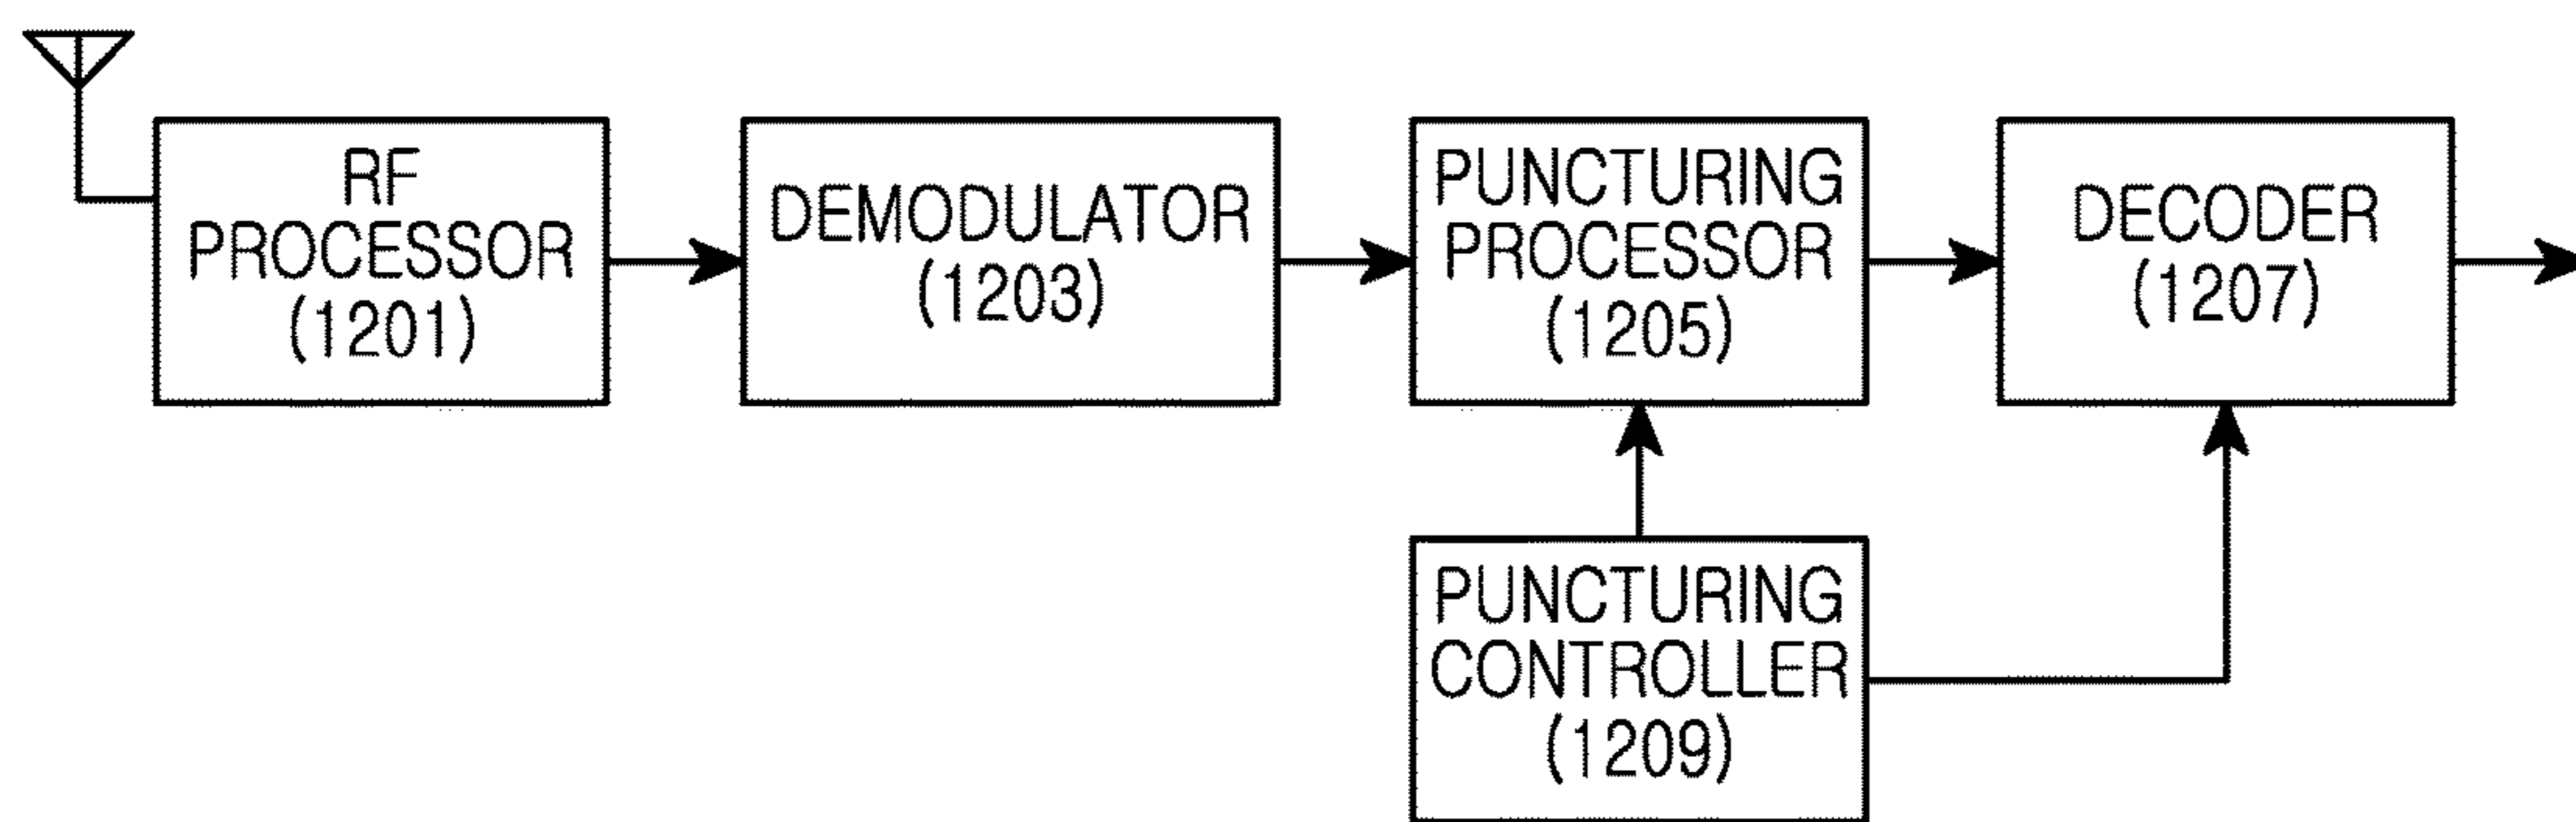 RF
PROCESSOR
(1201)
DEMODULATOR
(1203)
PUNCTURING
PROCESSOR
(1205)
DECODER
(1207)
PUNCTURING
CONTROLLER
(1209)